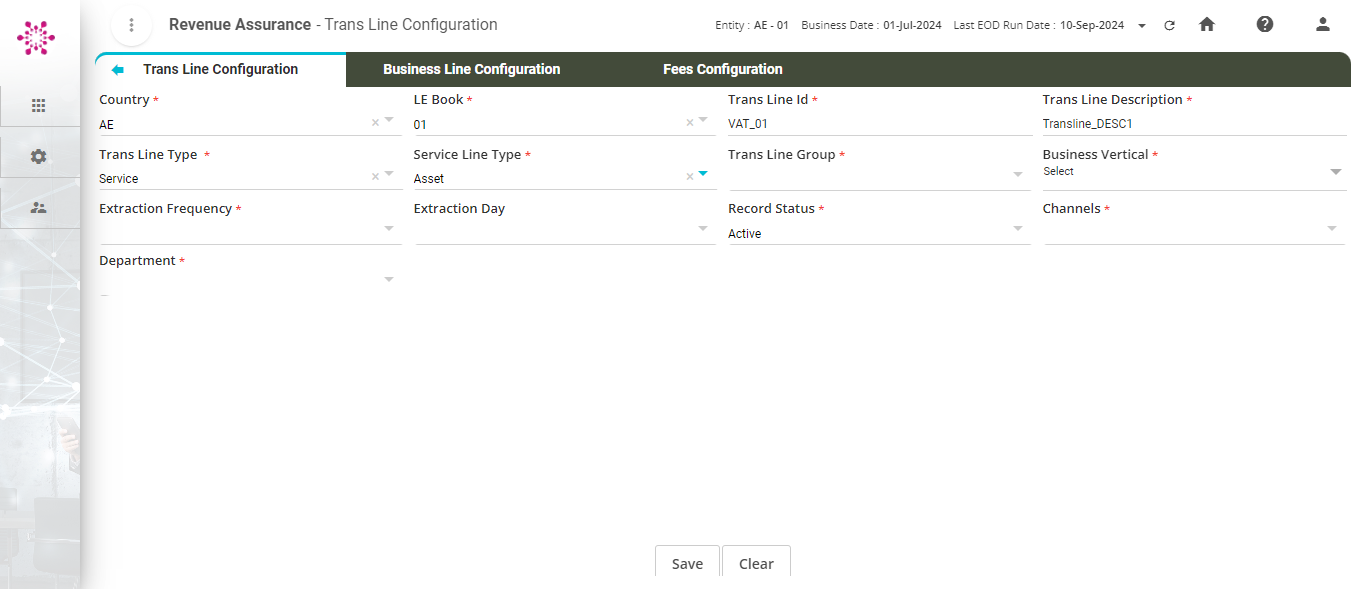 Revenue Assurance - Trans Line Configuration
Entity : AE - 01 Business Date : 01-Jul-2024 Last EOD Run Date : 10-Sep-2024
Trans Line Configuration Business Line Configuration Fees Configuration
Country * LE Book * Trans Line Id * Trans Line Description *
AE × 01 × VAT_01 Transline_DESC1
Trans Line Type * Service Line Type * Trans Line Group * Business Vertical *
Service × Asset × Select
Extraction Frequency * Extraction Day Record Status * Channels *
Active
Department *
Save Clear